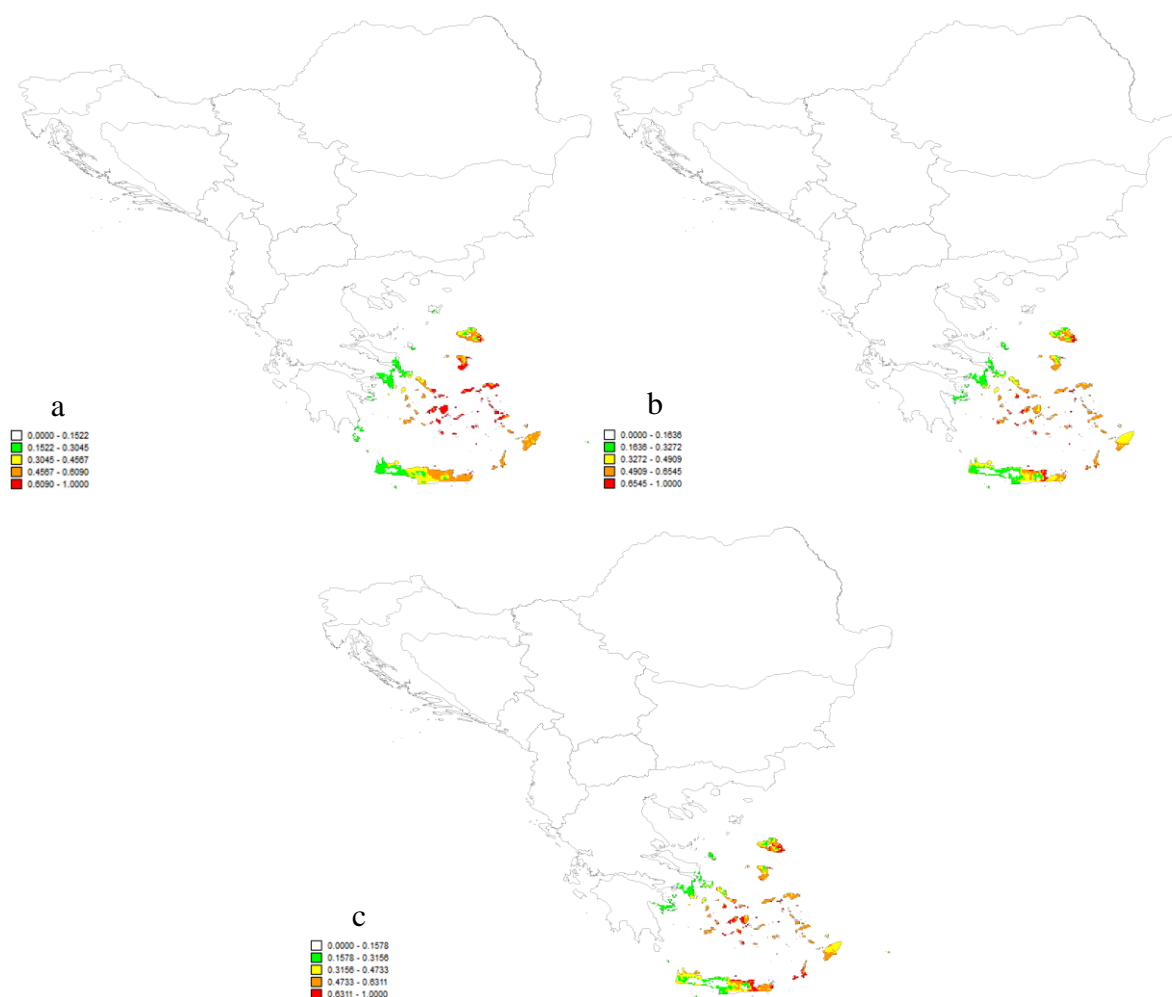 a
0.0000 - 0.1522
0.1522 - 0.3045
0.3045 - 0.4567
0.4567 - 0.6090
0.6090 - 1.0000
b
0.0000 - 0.1636
0.1636 - 0.3272
0.3272 - 0.4909
0.4909 - 0.6545
0.6545 - 1.0000
c
0.0000 - 0.1578
0.1578 - 0.3156
0.3156 - 0.4733
0.4733 - 0.6311
0.6311 - 1.0000